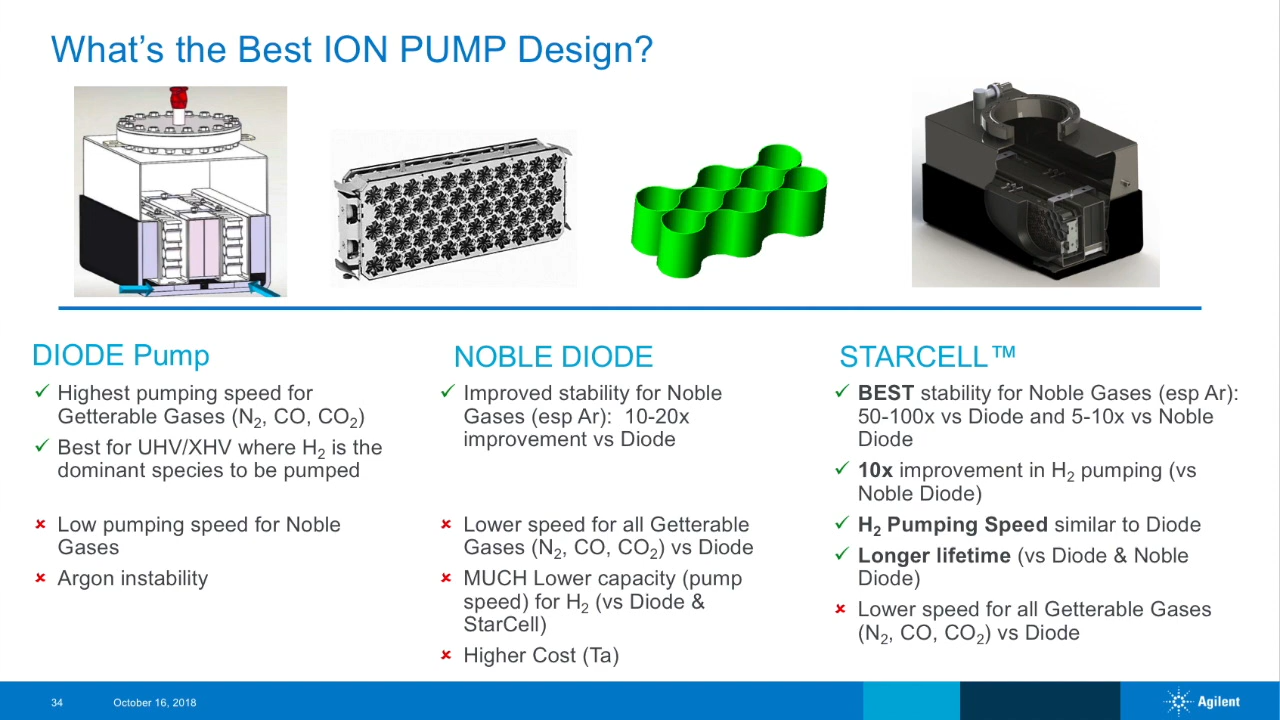 What's the Best ION PUMP Design?
DIODE Pump
✓ Highest pumping speed for
Getterable Gases (N₂, CO, CO₂)
✓ Best for UHV/XHV where H₂ is the
dominant species to be pumped
✗ Low pumping speed for Noble
Gases
✗ Argon instability
NOBLE DIODE
✓ Improved stability for Noble
Gases (esp Ar): 10-20x
improvement vs Diode
✗ Lower speed for all Getterable
Gases (N₂, CO, CO₂) vs Diode
✗ MUCH Lower capacity (pump
speed) for H₂ (vs Diode &
StarCell)
✗ Higher Cost (Ta)
STARCELL™
✓ BEST stability for Noble Gases (esp Ar):
50-100x vs Diode and 5-10x vs Noble
Diode
✓ 10x improvement in H₂ pumping (vs
Noble Diode)
✓ H₂ Pumping Speed similar to Diode
✓ Longer lifetime (vs Diode & Noble
Diode)
✗ Lower speed for all Getterable Gases
(N₂, CO, CO₂) vs Diode
34
October 16, 2018
Agilent